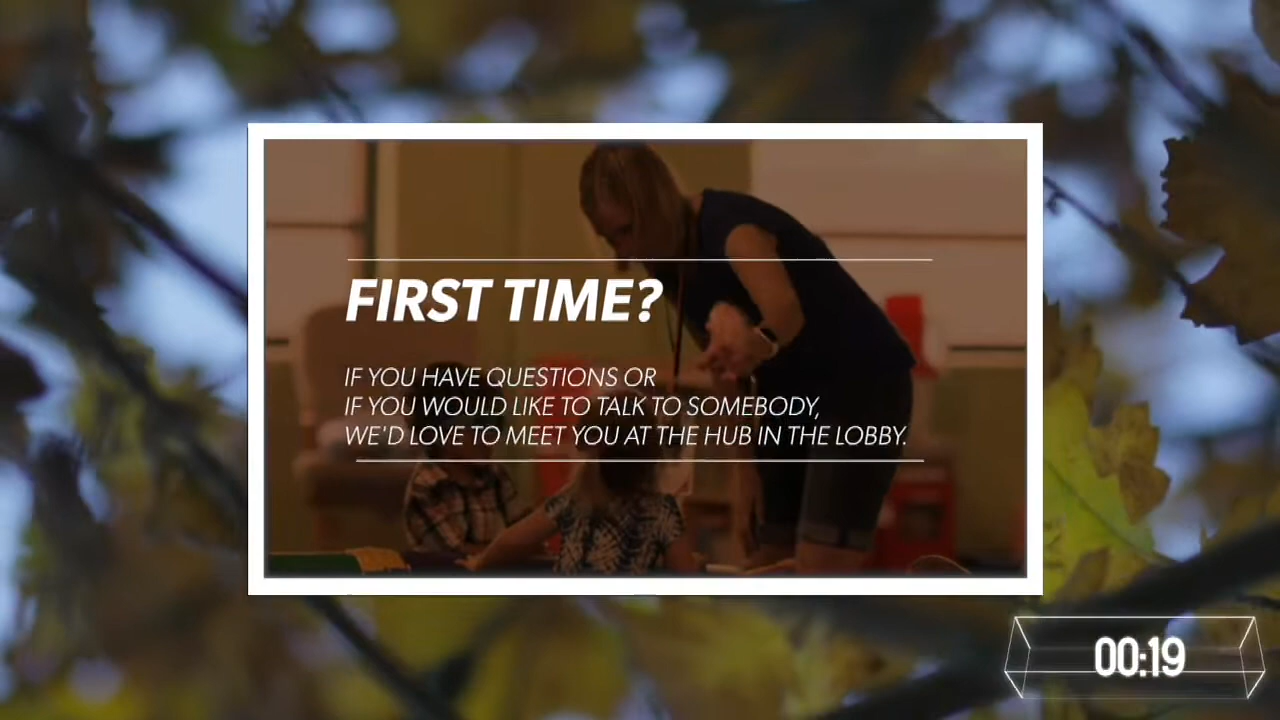 FIRST TIME?
IF YOU HAVE QUESTIONS OR
IF YOU WOULD LIKE TO TALK TO SOMEBODY,
WE'D LOVE TO MEET YOU AT THE HUB IN THE LOBBY.
00:19